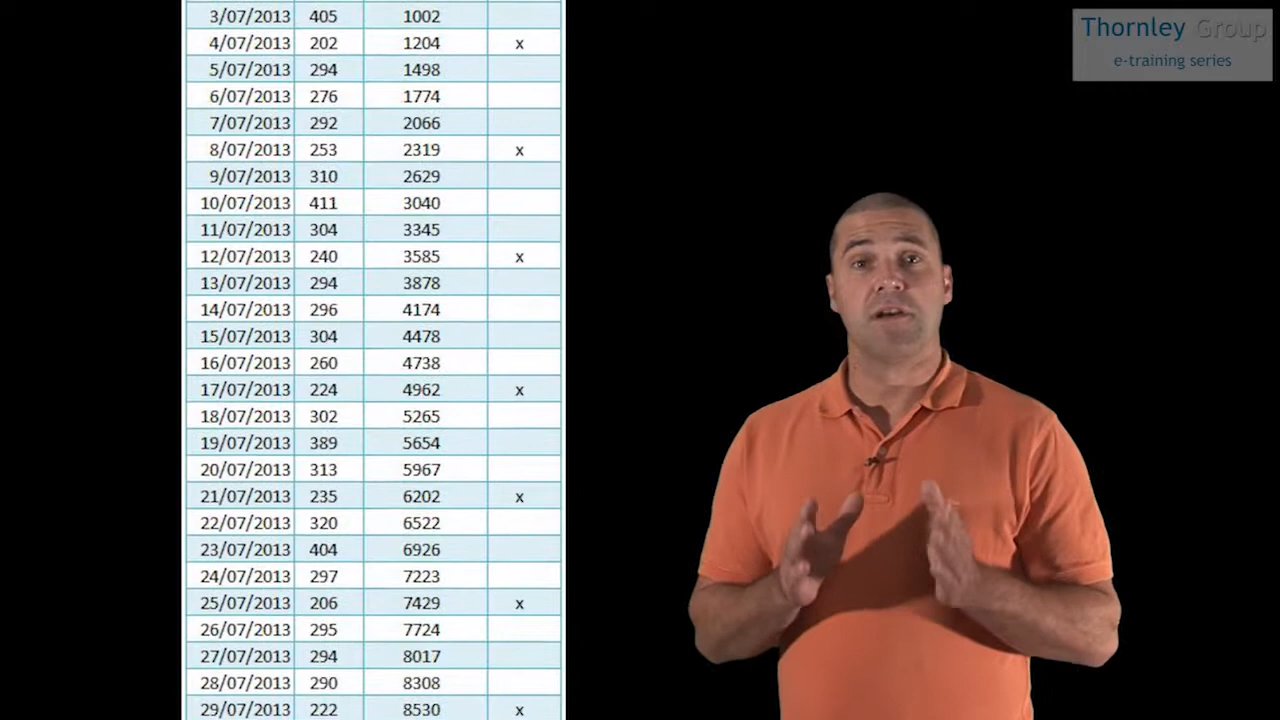 Thornley Group
e-training series
3/07/2013 405 1002
4/07/2013 202 1204 x
5/07/2013 294 1498
6/07/2013 276 1774
7/07/2013 292 2066
8/07/2013 253 2319 x
9/07/2013 310 2629
10/07/2013 411 3040
11/07/2013 304 3345
12/07/2013 240 3585 x
13/07/2013 294 3878
14/07/2013 296 4174
15/07/2013 304 4478
16/07/2013 260 4738
17/07/2013 224 4962 x
18/07/2013 302 5265
19/07/2013 389 5654
20/07/2013 313 5967
21/07/2013 235 6202 x
22/07/2013 320 6522
23/07/2013 404 6926
24/07/2013 297 7223
25/07/2013 206 7429 x
26/07/2013 295 7724
27/07/2013 294 8017
28/07/2013 290 8308
29/07/2013 222 8530 x